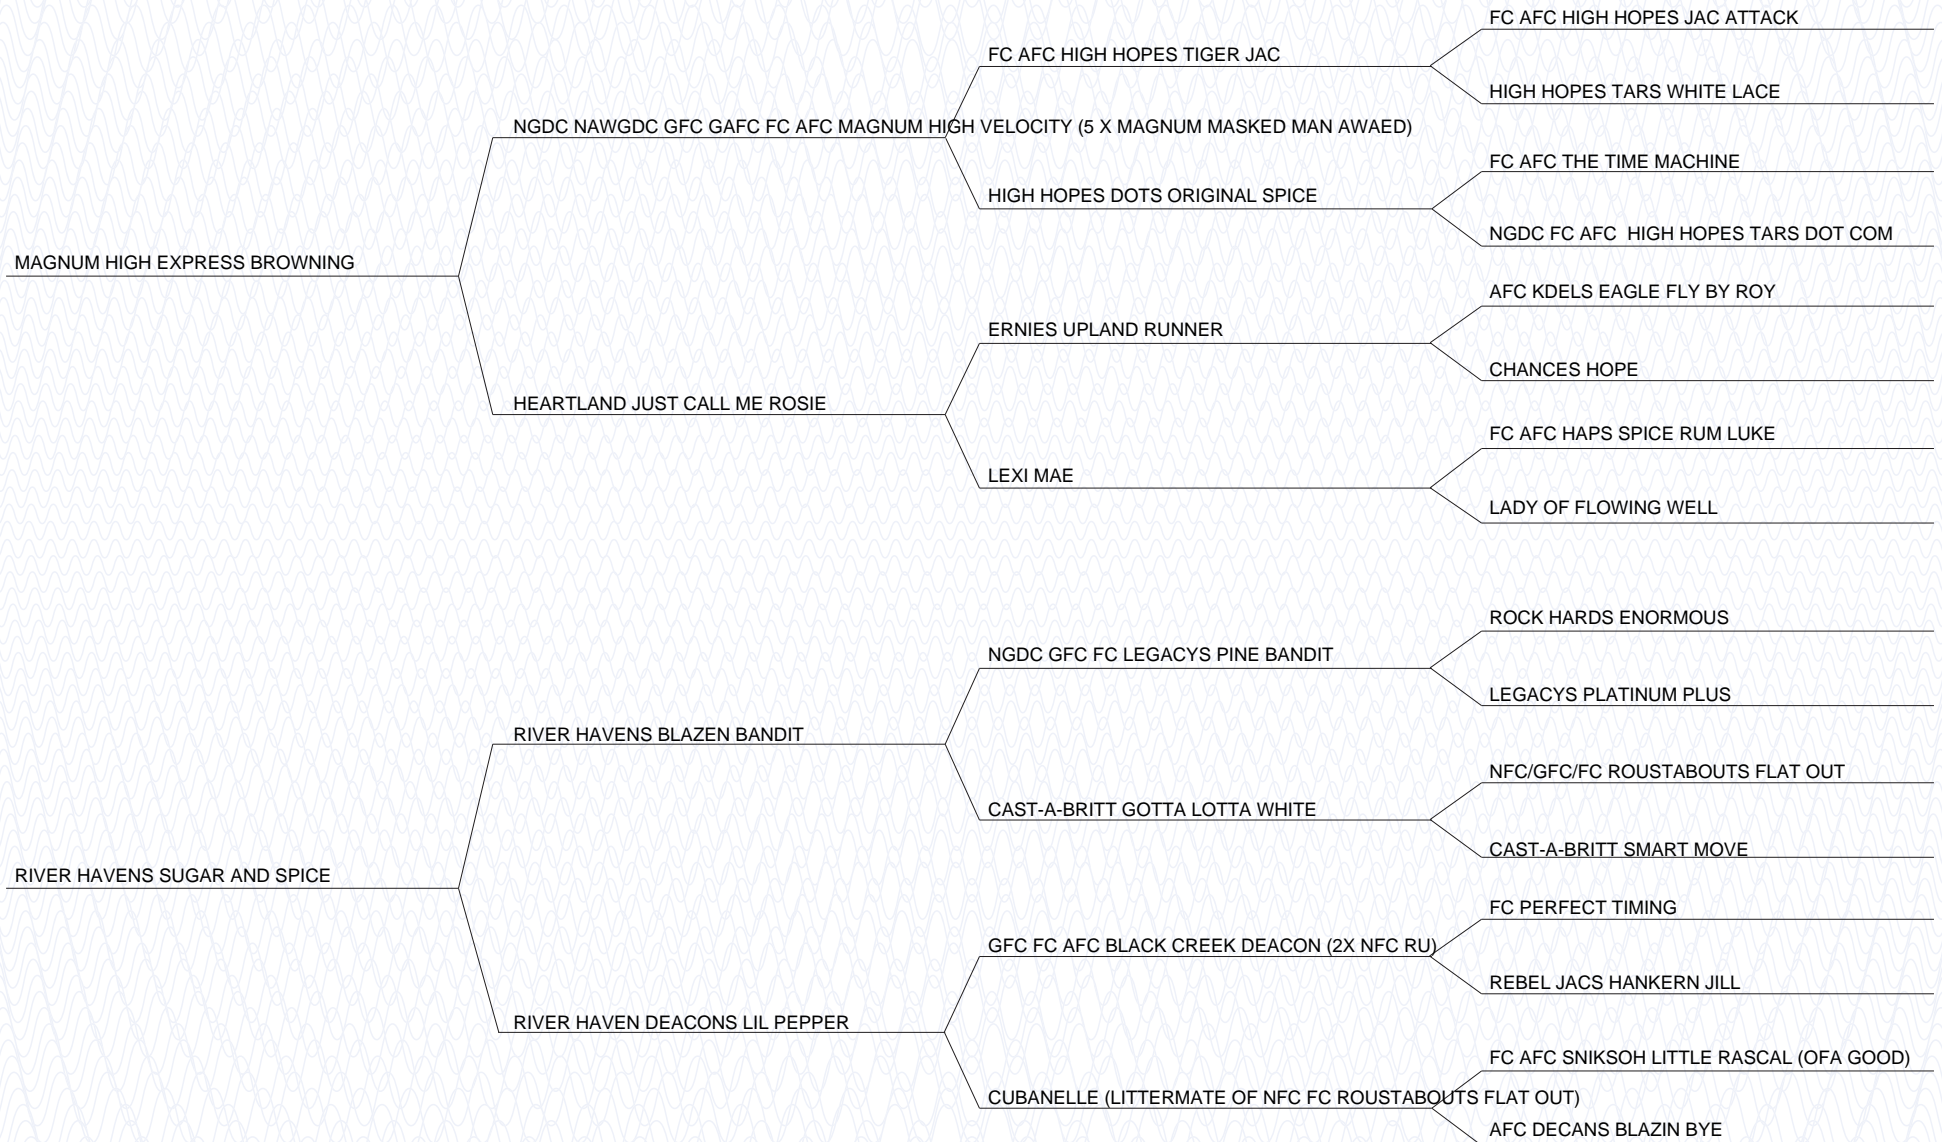 FC AFC HIGH HOPES JAC ATTACK
FC AFC HIGH HOPES TIGER JAC
HIGH HOPES TARS WHITE LACE
NGDC NAWGDC GFC GAFC FC AFC MAGNUM HIGH VELOCITY (5 X MAGNUM MASKED MAN AWAED)
FC AFC THE TIME MACHINE
HIGH HOPES DOTS ORIGINAL SPICE
NGDC FC AFC  HIGH HOPES TARS DOT COM
MAGNUM HIGH EXPRESS BROWNING
AFC KDELS EAGLE FLY BY ROY
ERNIES UPLAND RUNNER
CHANCES HOPE
HEARTLAND JUST CALL ME ROSIE
FC AFC HAPS SPICE RUM LUKE
LEXI MAE
LADY OF FLOWING WELL
ROCK HARDS ENORMOUS
NGDC GFC FC LEGACYS PINE BANDIT
LEGACYS PLATINUM PLUS
RIVER HAVENS BLAZEN BANDIT
NFC/GFC/FC ROUSTABOUTS FLAT OUT
CAST-A-BRITT GOTTA LOTTA WHITE
CAST-A-BRITT SMART MOVE
RIVER HAVENS SUGAR AND SPICE
FC PERFECT TIMING
GFC FC AFC BLACK CREEK DEACON (2X NFC RU)
REBEL JACS HANKERN JILL
RIVER HAVEN DEACONS LIL PEPPER
FC AFC SNIKSOH LITTLE RASCAL (OFA GOOD)
CUBANELLE (LITTERMATE OF NFC FC ROUSTABOUTS FLAT OUT)
AFC DECANS BLAZIN BYE